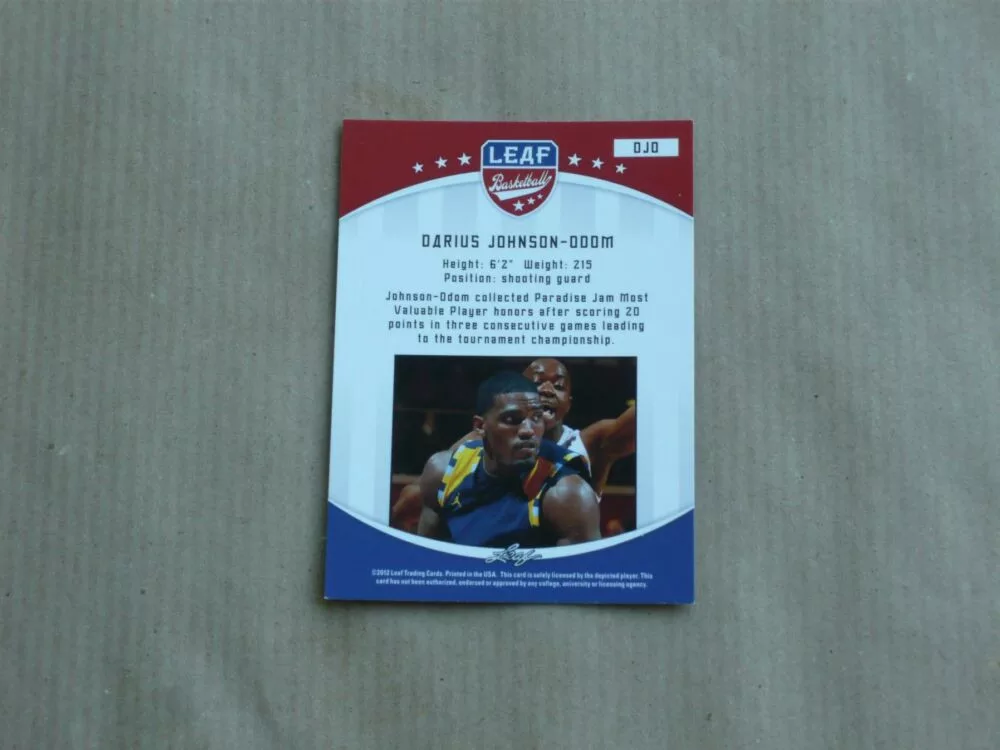 DJO
LEAF
Basketball
DARIUS JOHNSON-ODOM
Height: 6'2" Weight: 215
Position: shooting guard
Johnson-Odom collected Paradise Jam Most
Valuable Player honors after scoring 20
points in three consecutive games leading
to the tournament championship.
Leaf
©2012 Leaf Trading Cards. Printed in the USA. This card is solely licensed by the depicted player. This
card has not been authorized, endorsed or approved by any college, university or licensing agency.